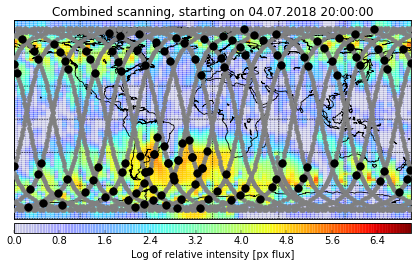 Combined scanning, starting on 04.07.2018 20:00:00
0.0 0.8 1.6 2.4 3.2 4.0 4.8 5.6 6.4
Log of relative intensity [px flux]